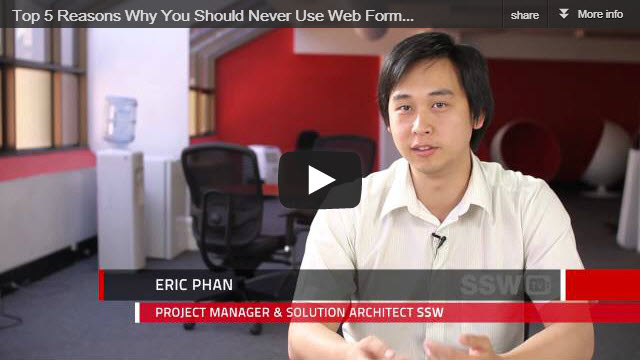 Top 5 Reasons Why You Should Never Use Web Form...
share
More info
ERIC PHAN
SSW TV
PROJECT MANAGER & SOLUTION ARCHITECT SSW